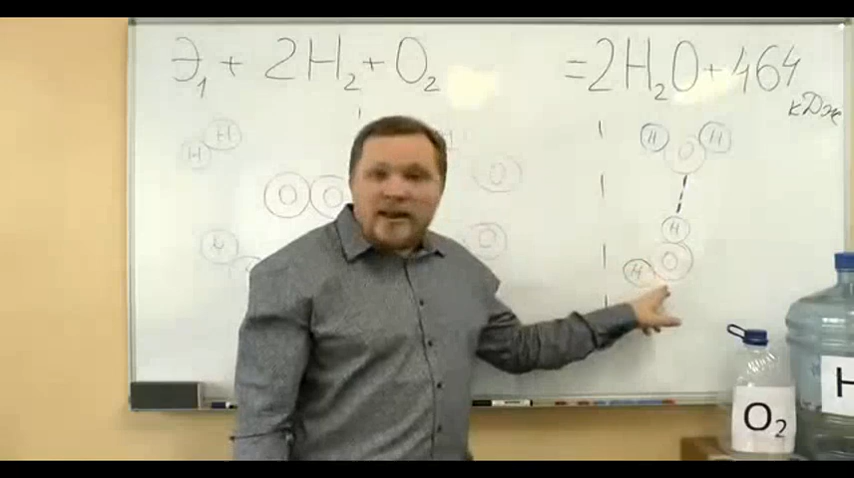 Э₁ + 2H₂ + O₂ = 2H₂O + 464 кДж
H H
H H
O O
O
H O H
H
H
O
H O
O₂
H